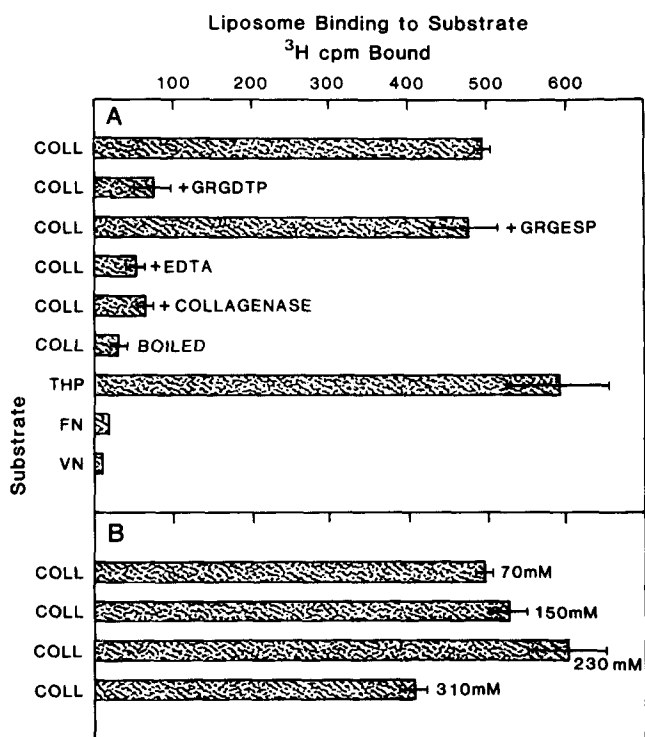 Liposome Binding to Substrate
³H cpm Bound
100 200 300 400 500 600
A
COLL
COLL +GRGDTP
COLL +GRGESP
COLL +EDTA
COLL + COLLAGENASE
COLL BOILED
THP
FN
VN
Substrate
B
COLL 70mM
COLL 150mM
COLL 230mM
COLL 310mM